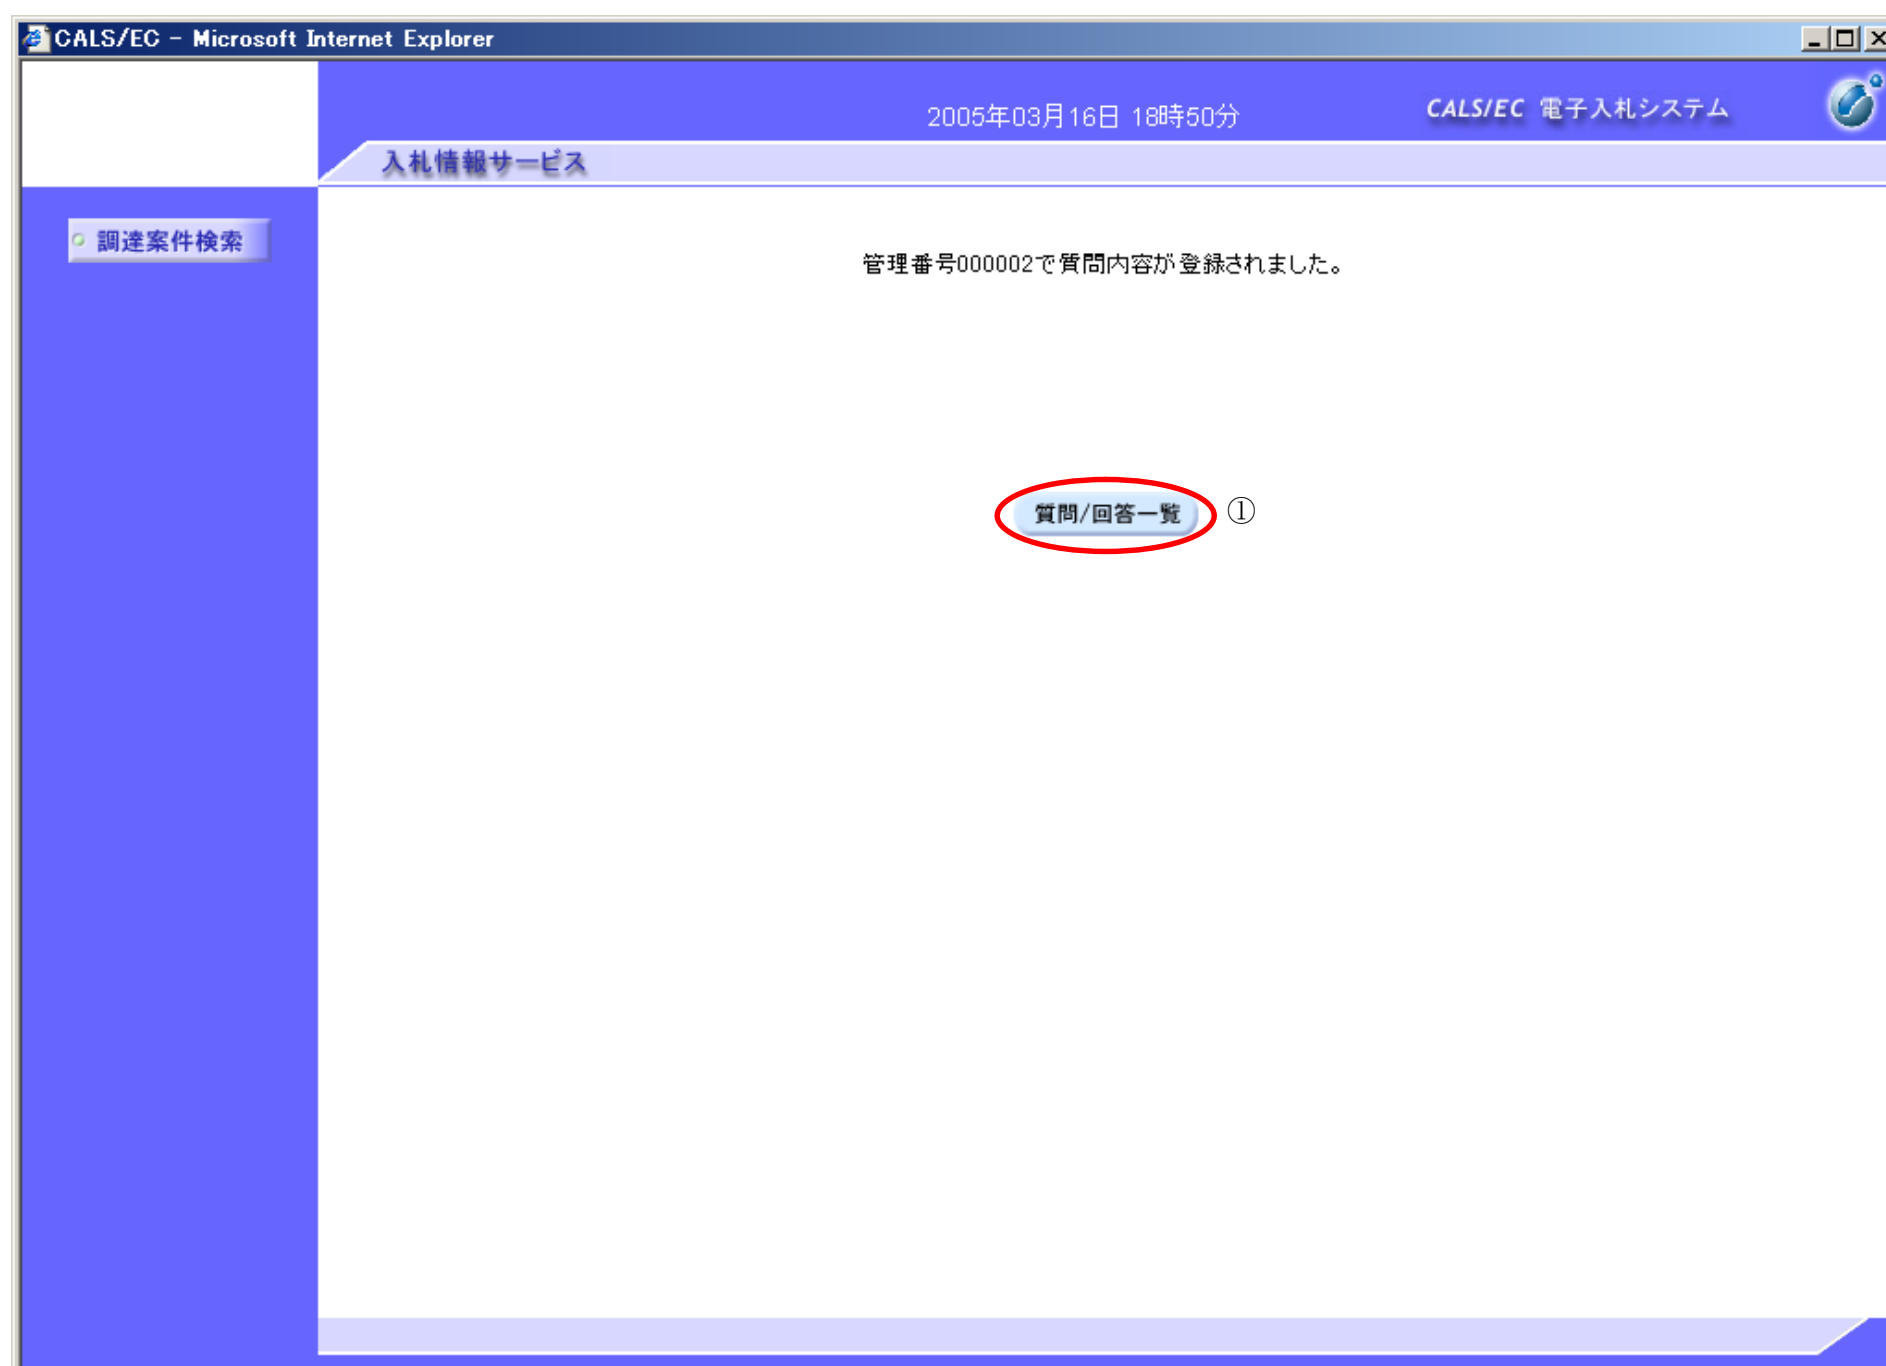 CALS/EC - Microsoft Internet Explorer
2005年03月16日 18時50分
CALS/EC 電子入札システム
入札情報サービス
調達案件検索
管理番号000002で質問内容が登録されました。
質問/回答一覧 ①